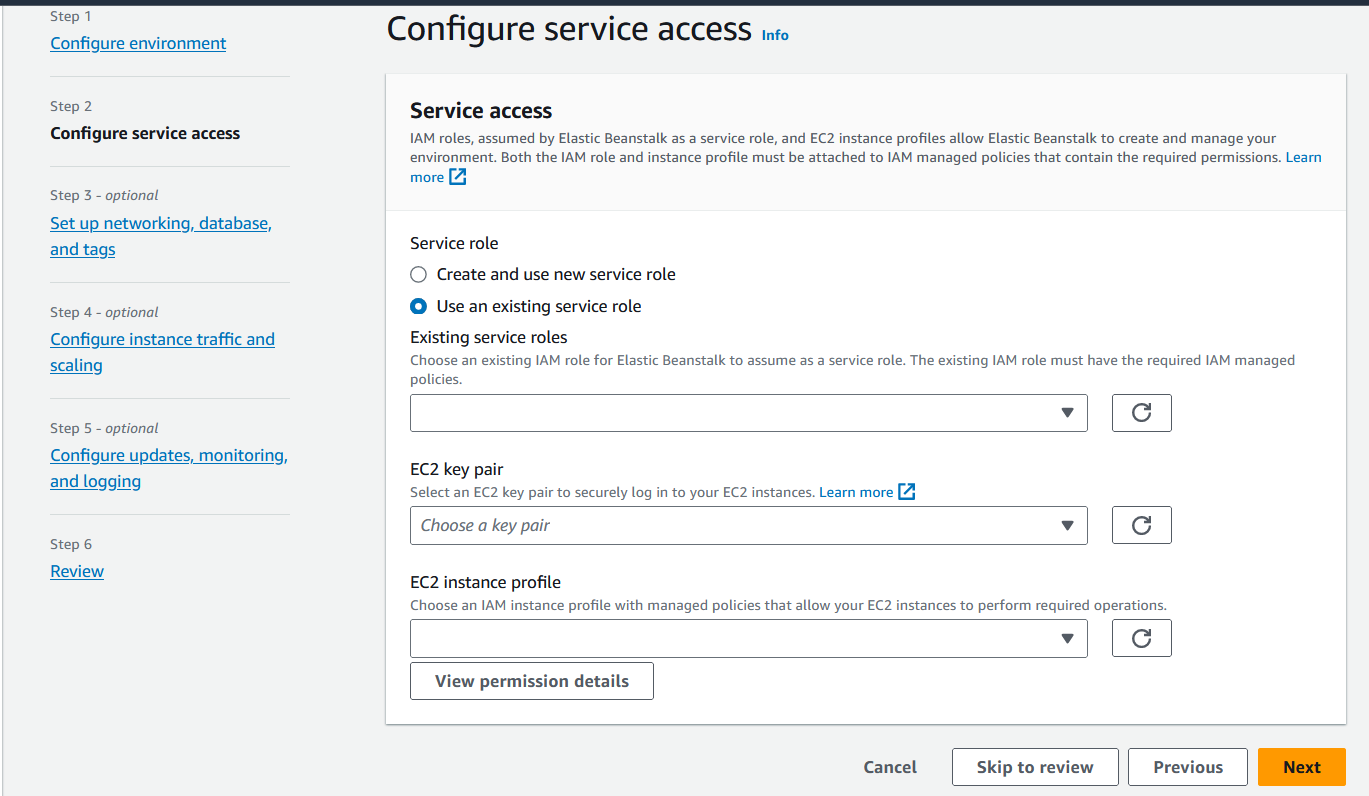 Step 1
Configure environment
Step 2
Configure service access
Step 3 - optional
Set up networking, database,
and tags
Step 4 - optional
Configure instance traffic and
scaling
Step 5 - optional
Configure updates, monitoring,
and logging
Step 6
Review
Configure service access Info
Service access
IAM roles, assumed by Elastic Beanstalk as a service role, and EC2 instance profiles allow Elastic Beanstalk to create and manage your
environment. Both the IAM role and instance profile must be attached to IAM managed policies that contain the required permissions. Learn
more
Service role
Create and use new service role
Use an existing service role
Existing service roles
Choose an existing IAM role for Elastic Beanstalk to assume as a service role. The existing IAM role must have the required IAM managed
policies.
EC2 key pair
Select an EC2 key pair to securely log in to your EC2 instances. Learn more
Choose a key pair
EC2 instance profile
Choose an IAM instance profile with managed policies that allow your EC2 instances to perform required operations.
View permission details
Cancel Skip to review Previous Next